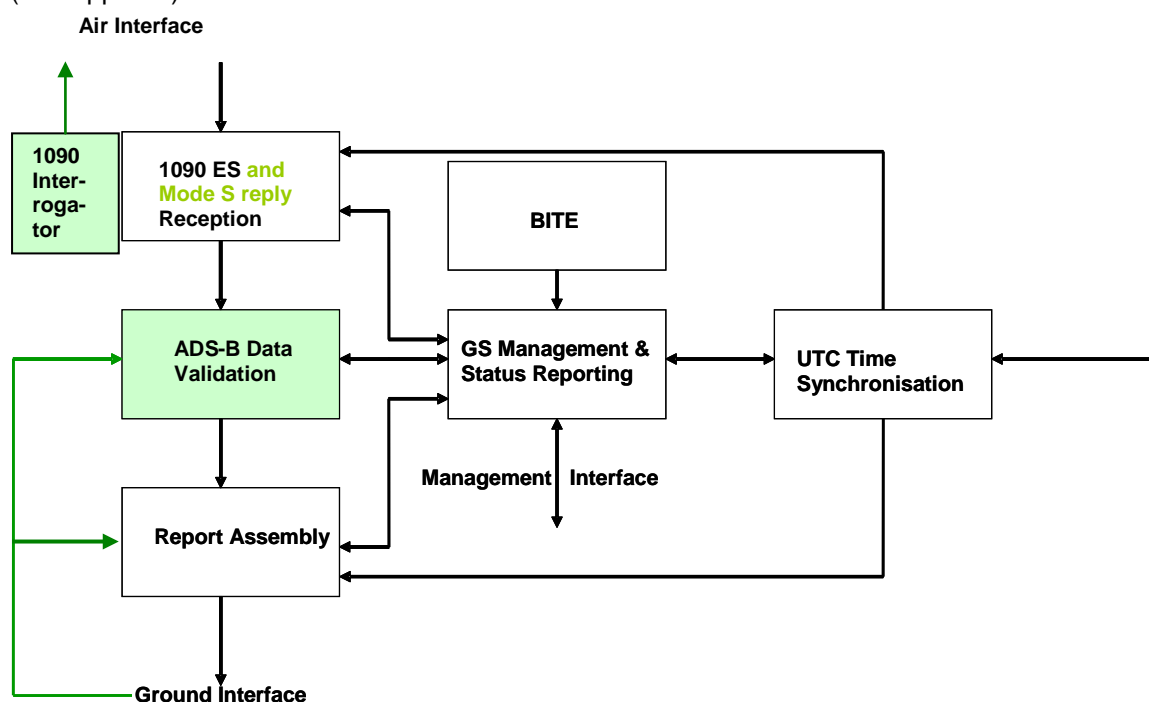 Air Interface
1090
Inter-
roga-
tor
1090 ES and
Mode S reply
Reception
BITE
ADS-B Data
Validation
GS Management &
Status Reporting
UTC Time
Synchronisation
Management Interface
Report Assembly
Ground Interface